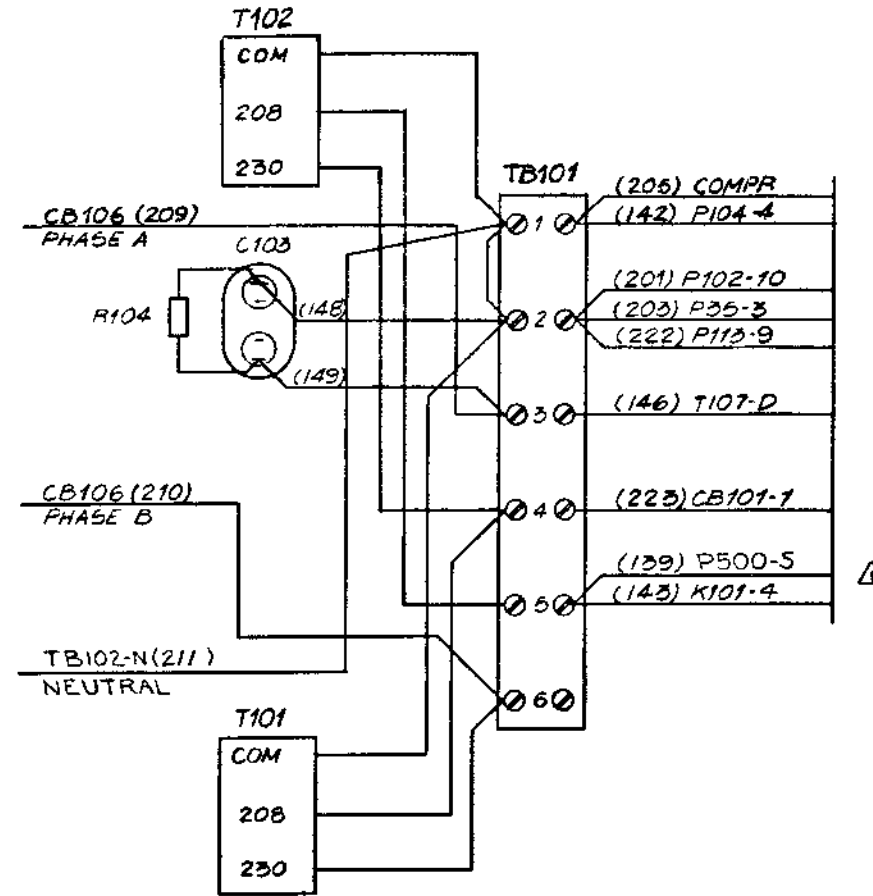 T102
COM
208
230
TB101
(205) COMPR
1
(142) P104-4
CB106 (209)
PHASE A
C103
R104
(148)
(149)
(201) P102-10
2
(203) P35-3
(222) P113-9
3
(146) T107-D
CB106 (210)
PHASE B
4
(223) CB101-1
(139) P500-5
5
(143) K101-4
TB102-N (211)
NEUTRAL
6
T101
COM
208
230